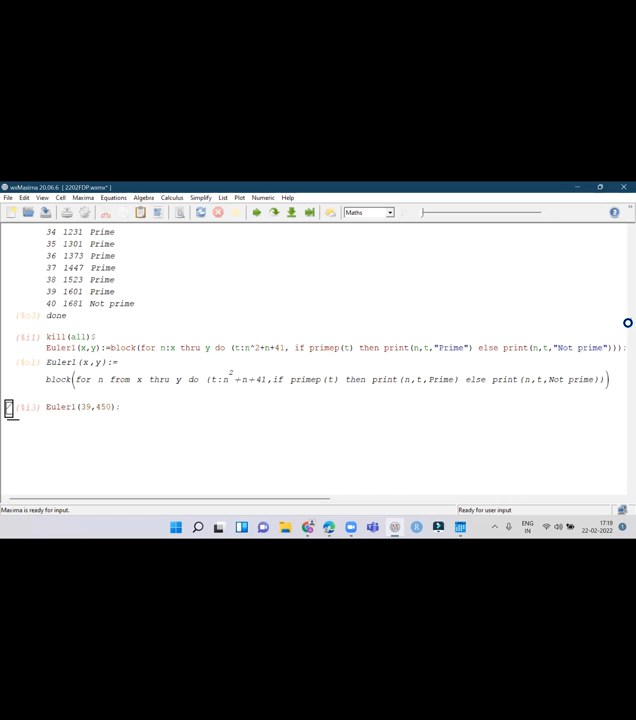 wxMaxima 20.06.6 [ 2202FDP.wxmx* ]
File Edit View Cell Maxima Equations Algebra Calculus Simplify List Plot Numeric Help
Maths
34 1231 Prime
35 1301 Prime
36 1373 Prime
37 1447 Prime
38 1523 Prime
39 1601 Prime
40 1681 Not prime
(%o3) done
(%i1) kill(all)$
Euler1(x,y):=block(for n:x thru y do (t:n^2+n+41, if primep(t) then print(n,t,"Prime") else print(n,t,"Not prime")));
(%o1) Euler1(x,y):=
block(for n from x thru y do (t:n²+n+41,if primep(t) then print(n,t,Prime) else print(n,t,Not prime)))
(%i3) Euler1(39,450);
Maxima is ready for input. Ready for user input
ENG
IN
17:19
22-02-2022